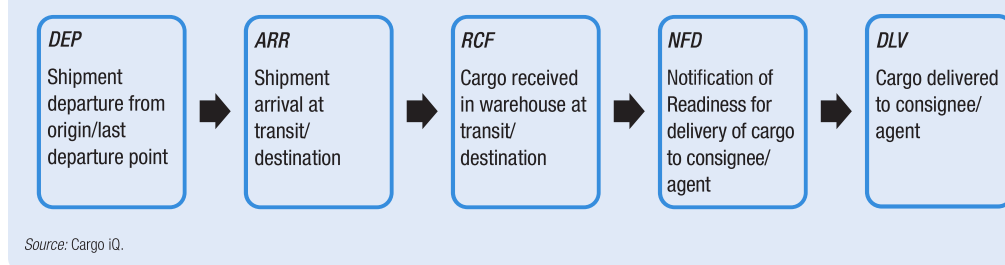 DEP
Shipment
departure from
origin/last
departure point
ARR
Shipment
arrival at
transit/
destination
RCF
Cargo received
in warehouse at
transit/
destination
NFD
Notification of
Readiness for
delivery of cargo
to consignee/
agent
DLV
Cargo delivered
to consignee/
agent
Source: Cargo iQ.